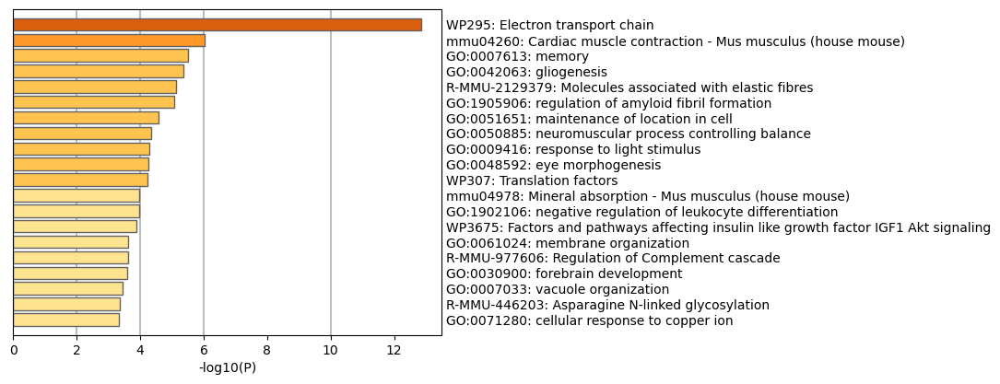 WP295: Electron transport chain
mmu04260: Cardiac muscle contraction - Mus musculus (house mouse)
GO:0007613: memory
GO:0042063: gliogenesis
R-MMU-2129379: Molecules associated with elastic fibres
GO:1905906: regulation of amyloid fibril formation
GO:0051651: maintenance of location in cell
GO:0050885: neuromuscular process controlling balance
GO:0009416: response to light stimulus
GO:0048592: eye morphogenesis
WP307: Translation factors
mmu04978: Mineral absorption - Mus musculus (house mouse)
GO:1902106: negative regulation of leukocyte differentiation
WP3675: Factors and pathways affecting insulin like growth factor IGF1 Akt signaling
GO:0061024: membrane organization
R-MMU-977606: Regulation of Complement cascade
GO:0030900: forebrain development
GO:0007033: vacuole organization
R-MMU-446203: Asparagine N-linked glycosylation
GO:0071280: cellular response to copper ion
0 2 4 6 8 10 12
-log10(P)